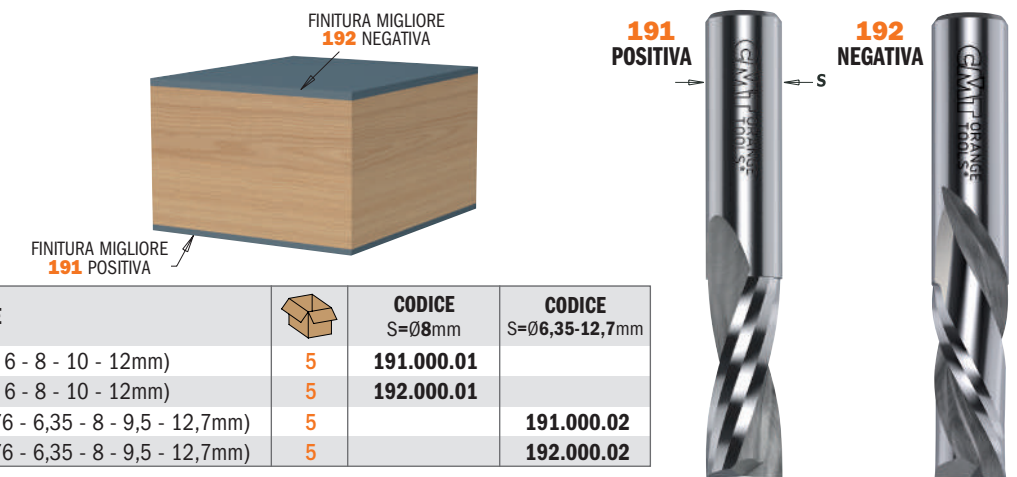 FINITURA MIGLIORE
192 NEGATIVA
191
POSITIVA
S
192
NEGATIVA
CMT ORANGE
TOOLS®
CMT ORANGE
TOOLS®
FINITURA MIGLIORE
191 POSITIVA
CODICE
S=Ø8mm
CODICE
S=Ø6,35-12,7mm
6 - 8 - 10 - 12mm) 5 191.000.01
6 - 8 - 10 - 12mm) 5 192.000.01
6 - 6,35 - 8 - 9,5 - 12,7mm) 5 191.000.02
6 - 6,35 - 8 - 9,5 - 12,7mm) 5 192.000.02